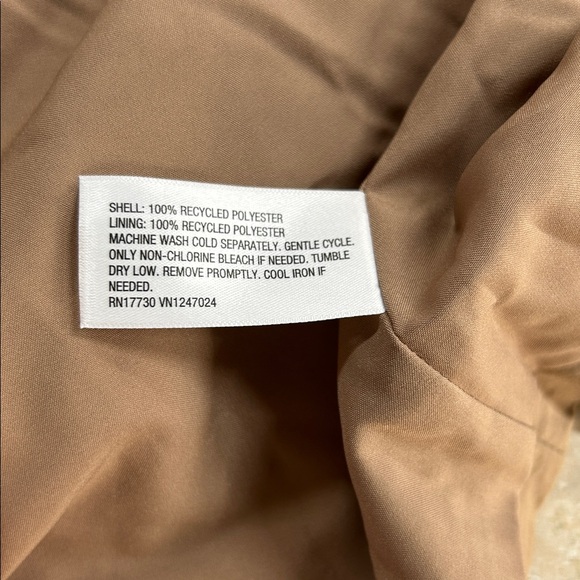 SHELL: 100% RECYCLED POLYESTER
LINING: 100% RECYCLED POLYESTER
MACHINE WASH COLD SEPARATELY. GENTLE CYCLE.
ONLY NON-CHLORINE BLEACH IF NEEDED. TUMBLE
DRY LOW. REMOVE PROMPTLY. COOL IRON IF
NEEDED.
RN17730 VN1247024